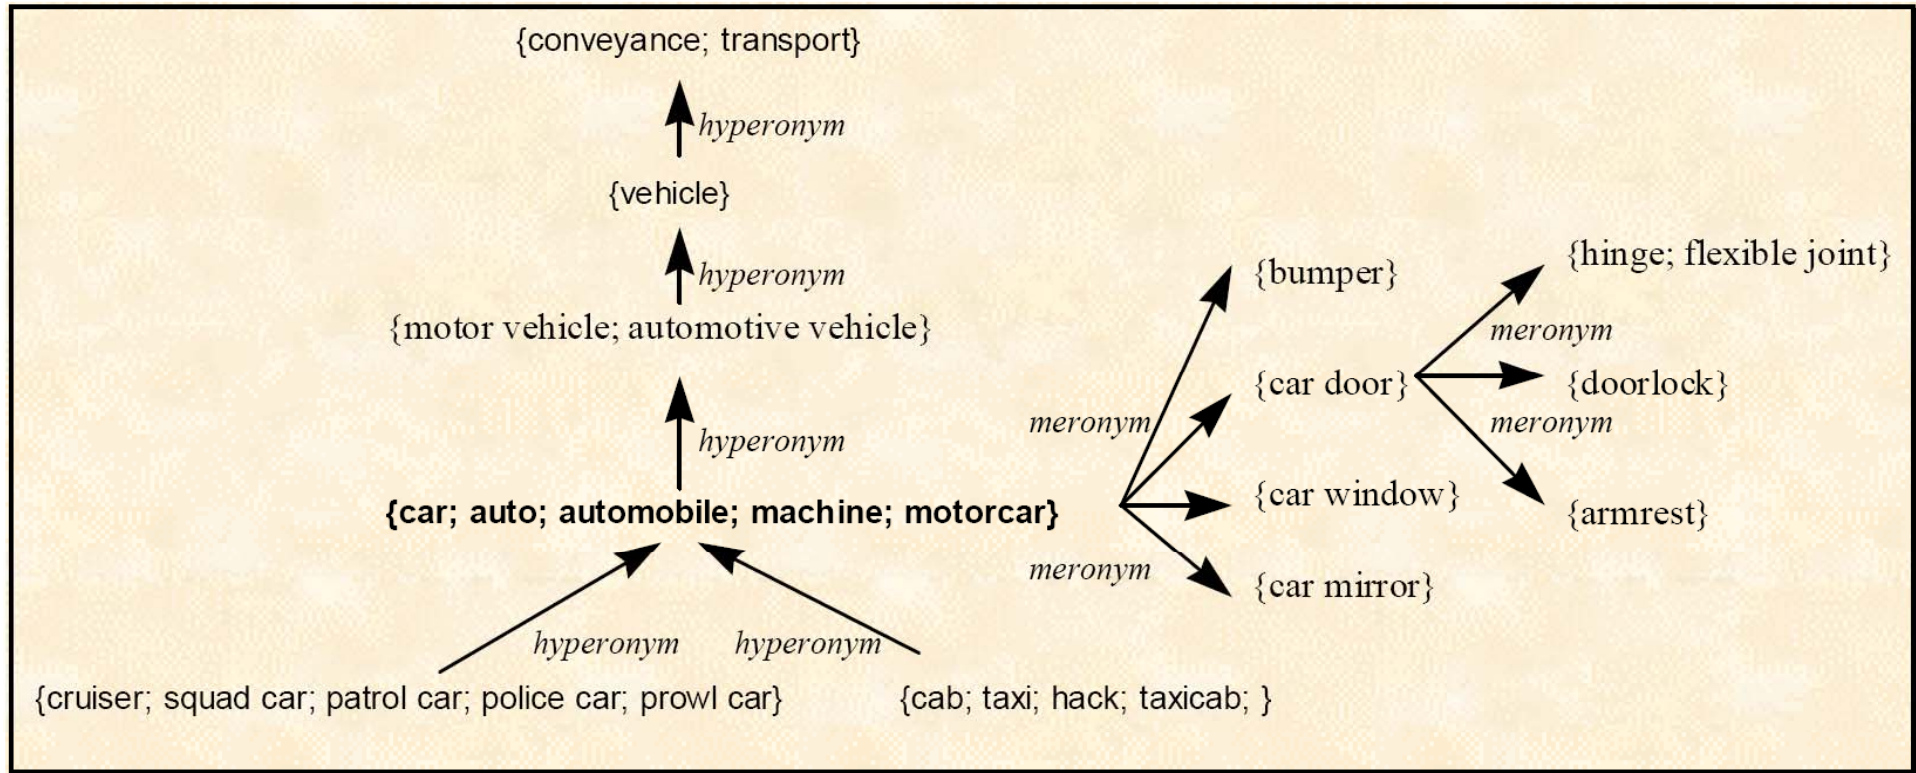 {conveyance; transport}
hyperonym
{vehicle}
hyperonym
{motor vehicle; automotive vehicle}
hyperonym
{car; auto; automobile; machine; motorcar}
hyperonym
hyperonym
{cruiser; squad car; patrol car; police car; prowl car}
{cab; taxi; hack; taxicab; }
meronym
meronym
{bumper}
{car door}
{car window}
{car mirror}
meronym
meronym
{hinge; flexible joint}
{doorlock}
{armrest}